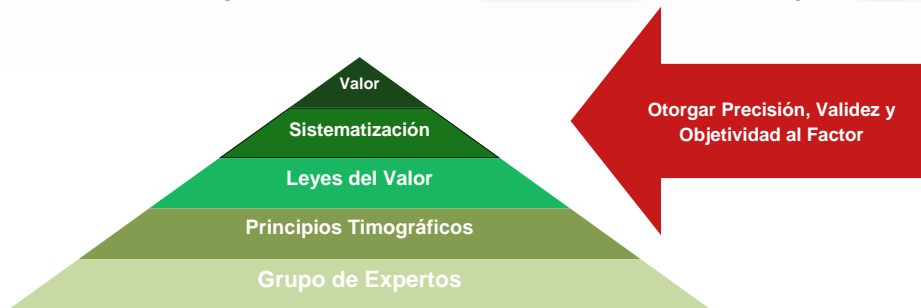 Valor
Sistematización
Leyes del Valor
Principios Timográficos
Grupo de Expertos
Otorgar Precisión, Validez y
Objetividad al Factor